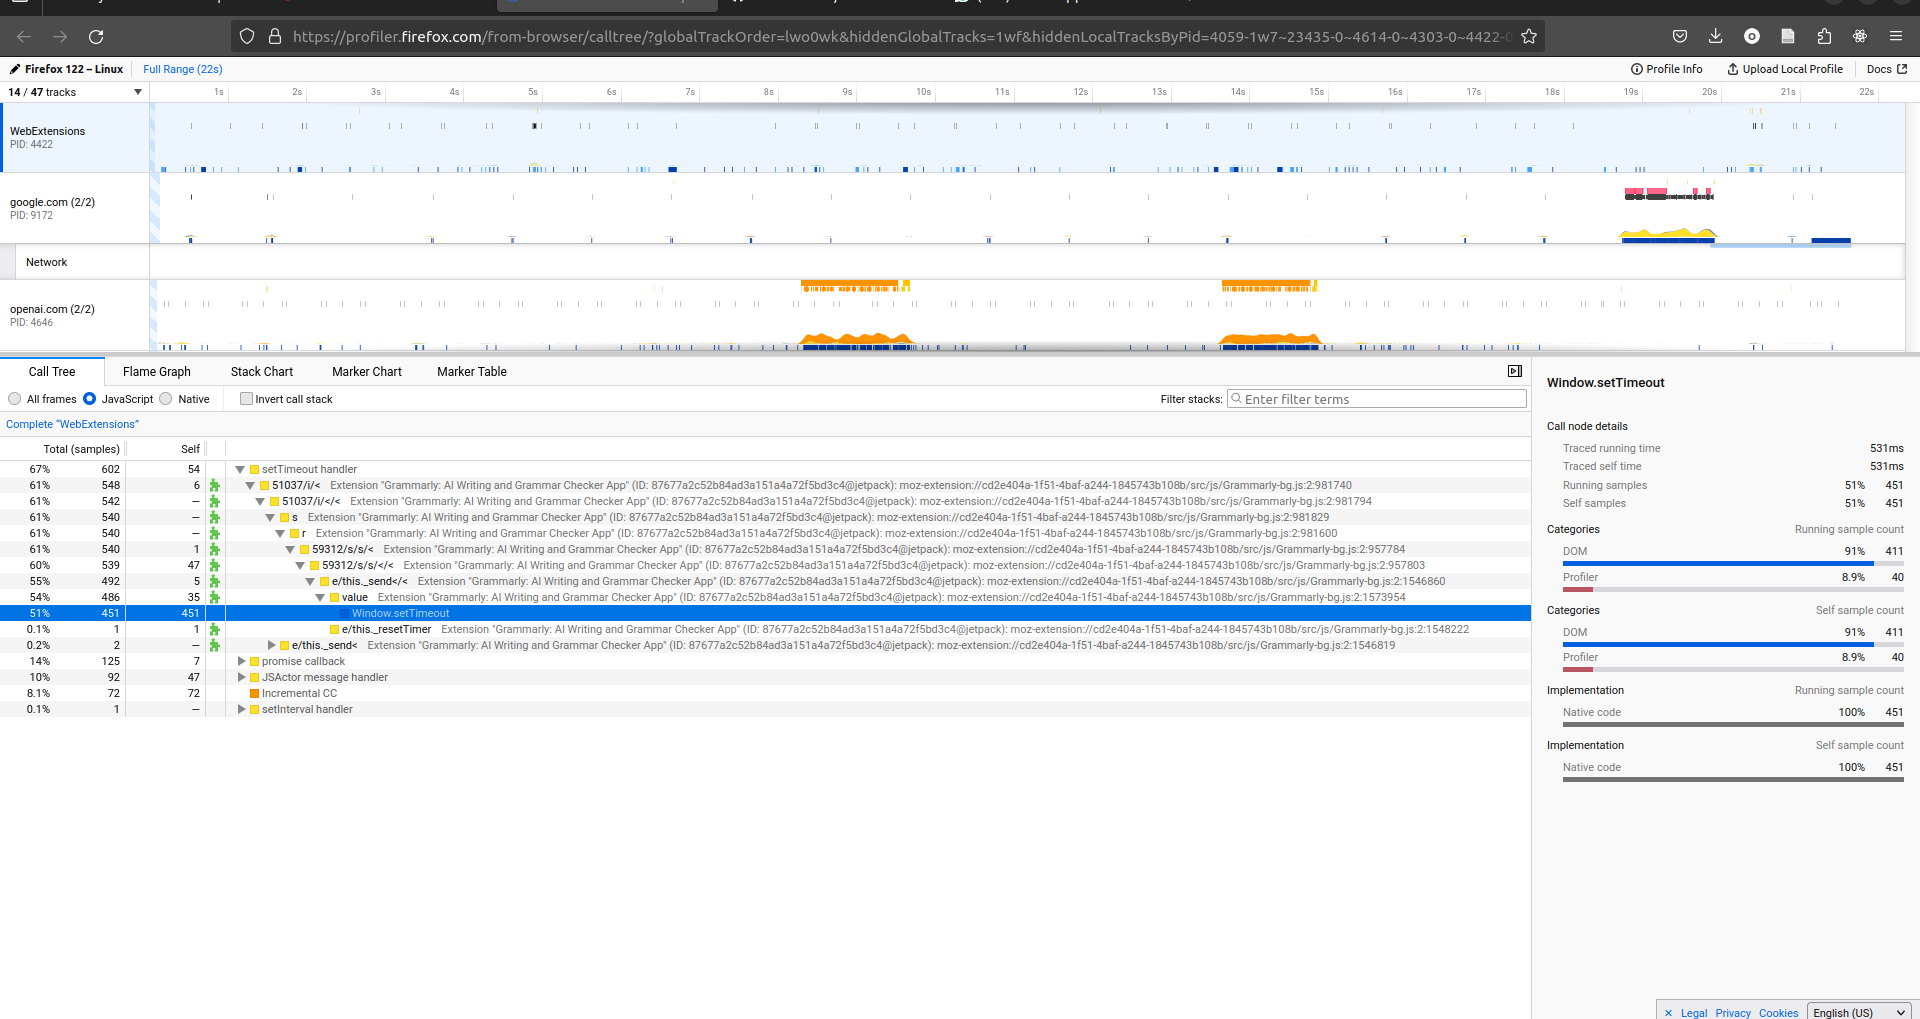 https://profiler.firefox.com/from-browser/calltree/?globalTrackOrder=lwo0wk&hiddenGlobalTracks=1wf&hiddenLocalTracksByPid=4059-1w7~23435-0~4614-0~4303-0~4422-0
Firefox 122 – Linux Full Range (22s) Profile Info Upload Local Profile Docs
14 / 47 tracks 1s 2s 3s 4s 5s 6s 7s 8s 9s 10s 11s 12s 13s 14s 15s 16s 17s 18s 19s 20s 21s 22s
WebExtensions
PID: 4422
google.com (2/2)
PID: 9172
Network
openai.com (2/2)
PID: 4646
Call Tree Flame Graph Stack Chart Marker Chart Marker Table
All frames JavaScript Native Invert call stack Filter stacks: Enter filter terms
Complete “WebExtensions”
Total (samples) Self
67% 602 54 setTimeout handler
61% 548 6 51037/i/< Extension "Grammarly: AI Writing and Grammar Checker App" (ID: 87677a2c52b84ad3a151a4a72f5bd3c4@jetpack): moz-extension://cd2e404a-1f51-4baf-a244-1845743b108b/src/js/Grammarly-bg.js:2:981740
61% 542 — 51037/i/</< Extension "Grammarly: AI Writing and Grammar Checker App" (ID: 87677a2c52b84ad3a151a4a72f5bd3c4@jetpack): moz-extension://cd2e404a-1f51-4baf-a244-1845743b108b/src/js/Grammarly-bg.js:2:981794
61% 540 — s Extension "Grammarly: AI Writing and Grammar Checker App" (ID: 87677a2c52b84ad3a151a4a72f5bd3c4@jetpack): moz-extension://cd2e404a-1f51-4baf-a244-1845743b108b/src/js/Grammarly-bg.js:2:981829
61% 540 — r Extension "Grammarly: AI Writing and Grammar Checker App" (ID: 87677a2c52b84ad3a151a4a72f5bd3c4@jetpack): moz-extension://cd2e404a-1f51-4baf-a244-1845743b108b/src/js/Grammarly-bg.js:2:981600
61% 540 1 59312/s/s/< Extension "Grammarly: AI Writing and Grammar Checker App" (ID: 87677a2c52b84ad3a151a4a72f5bd3c4@jetpack): moz-extension://cd2e404a-1f51-4baf-a244-1845743b108b/src/js/Grammarly-bg.js:2:957784
60% 539 47 59312/s/s/</< Extension "Grammarly: AI Writing and Grammar Checker App" (ID: 87677a2c52b84ad3a151a4a72f5bd3c4@jetpack): moz-extension://cd2e404a-1f51-4baf-a244-1845743b108b/src/js/Grammarly-bg.js:2:957803
55% 492 5 e/this._send</< Extension "Grammarly: AI Writing and Grammar Checker App" (ID: 87677a2c52b84ad3a151a4a72f5bd3c4@jetpack): moz-extension://cd2e404a-1f51-4baf-a244-1845743b108b/src/js/Grammarly-bg.js:2:1546860
54% 486 35 value Extension "Grammarly: AI Writing and Grammar Checker App" (ID: 87677a2c52b84ad3a151a4a72f5bd3c4@jetpack): moz-extension://cd2e404a-1f51-4baf-a244-1845743b108b/src/js/Grammarly-bg.js:2:1573954
51% 451 451 Window.setTimeout
0.1% 1 1 e/this._resetTimer Extension "Grammarly: AI Writing and Grammar Checker App" (ID: 87677a2c52b84ad3a151a4a72f5bd3c4@jetpack): moz-extension://cd2e404a-1f51-4baf-a244-1845743b108b/src/js/Grammarly-bg.js:2:1548222
0.2% 2 — e/this._send< Extension "Grammarly: AI Writing and Grammar Checker App" (ID: 87677a2c52b84ad3a151a4a72f5bd3c4@jetpack): moz-extension://cd2e404a-1f51-4baf-a244-1845743b108b/src/js/Grammarly-bg.js:2:1546819
14% 125 7 promise callback
10% 92 47 JSActor message handler
8.1% 72 72 Incremental CC
0.1% 1 — setInterval handler
Window.setTimeout
Call node details
Traced running time 531ms
Traced self time 531ms
Running samples 51% 451
Self samples 51% 451
Categories Running sample count
DOM 91% 411
Profiler 8.9% 40
Categories Self sample count
DOM 91% 411
Profiler 8.9% 40
Implementation Running sample count
Native code 100% 451
Implementation Self sample count
Native code 100% 451
× Legal Privacy Cookies English (US)